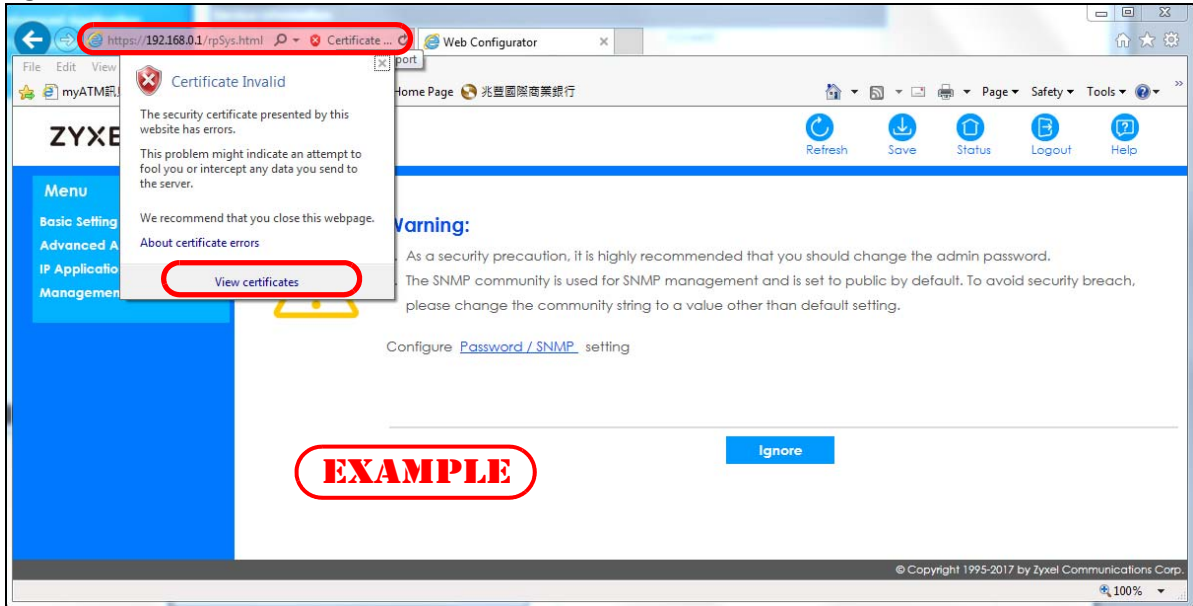 https://192.168.0.1/rpSys.html Certificate ... Web Configurator
File Edit View
port
myATM訊 Home Page 兆豐國際商業銀行 Page Safety Tools
Certificate Invalid
The security certificate presented by this
website has errors.
This problem might indicate an attempt to
fool you or intercept any data you send to
the server.
We recommend that you close this webpage.
About certificate errors
View certificates
ZYXE
Refresh Save Status Logout Help
Menu
Basic Setting
Advanced A
IP Applicatio
Managemen
Warning:
As a security precaution, it is highly recommended that you should change the admin password.
The SNMP community is used for SNMP management and is set to public by default. To avoid security breach,
please change the community string to a value other than default setting.
Configure Password / SNMP setting
Ignore
EXAMPLE
© Copyright 1995-2017 by Zyxel Communications Corp.
100%